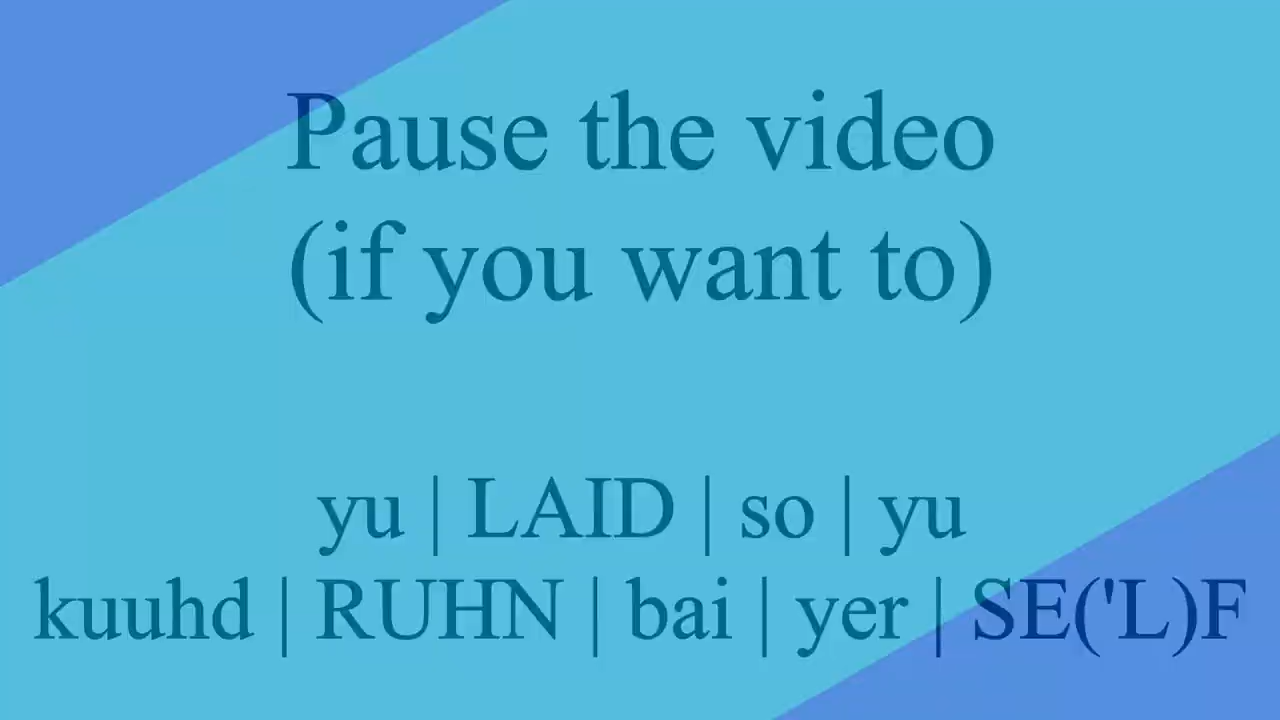 Pause the video
(if you want to)
yu | LAID | so | yu
kuuhd | RUHN | bai | yer | SE('L)F